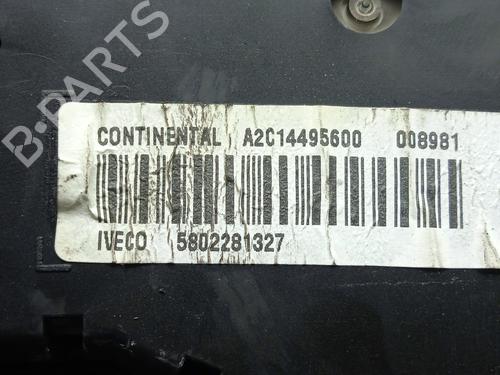 B-PARTS
CONTINENTAL A2C14495600 008981
IVECO 5802281327